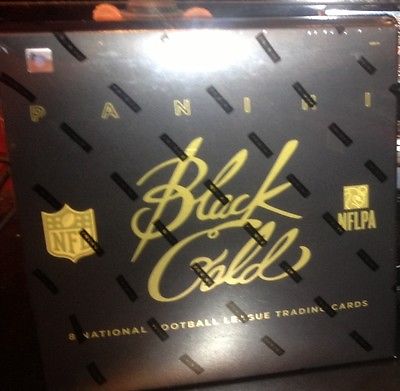 PANINI
Black
Gold
NFL
NFLPA
8 NATIONAL FOOTBALL LEAGUE TRADING CARDS